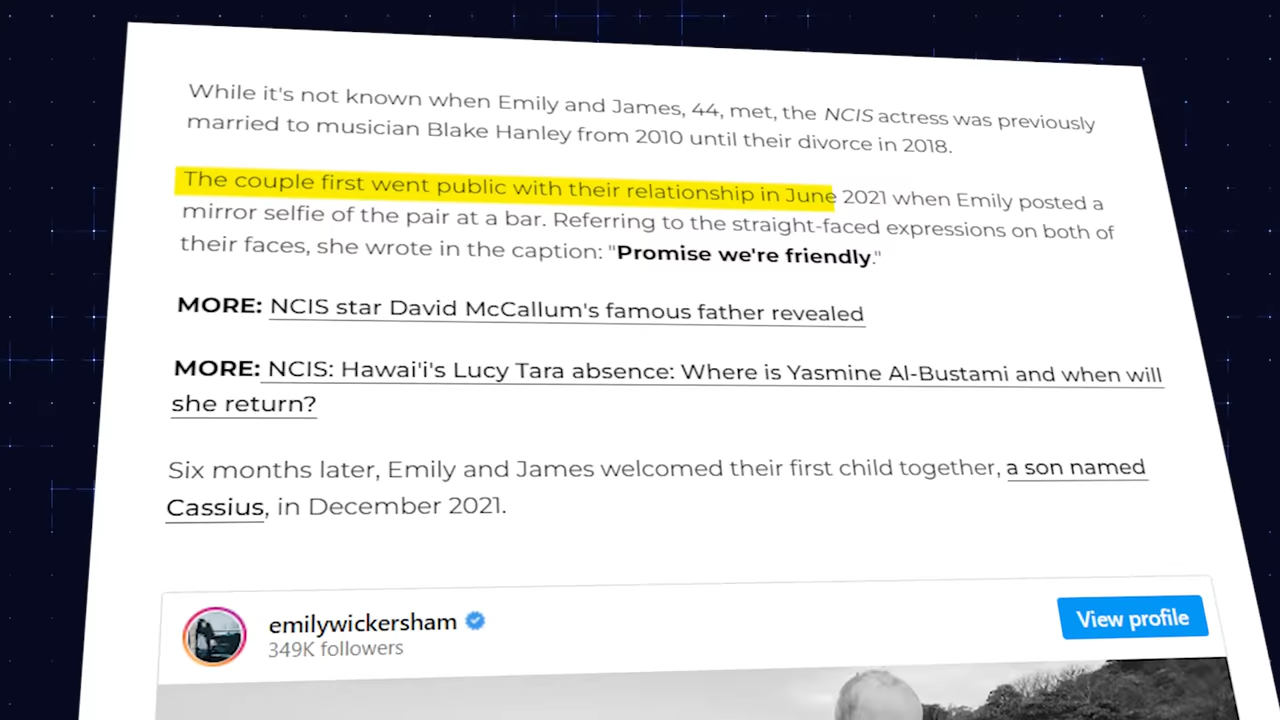 While it's not known when Emily and James, 44, met, the NCIS actress was previously
married to musician Blake Hanley from 2010 until their divorce in 2018.
The couple first went public with their relationship in June 2021 when Emily posted a
mirror selfie of the pair at a bar. Referring to the straight-faced expressions on both of
their faces, she wrote in the caption: "Promise we're friendly."
MORE: NCIS star David McCallum's famous father revealed
MORE: NCIS: Hawai'i's Lucy Tara absence: Where is Yasmine Al-Bustami and when will
she return?
Six months later, Emily and James welcomed their first child together, a son named
Cassius, in December 2021.
emilywickersham
349K followers
View profile